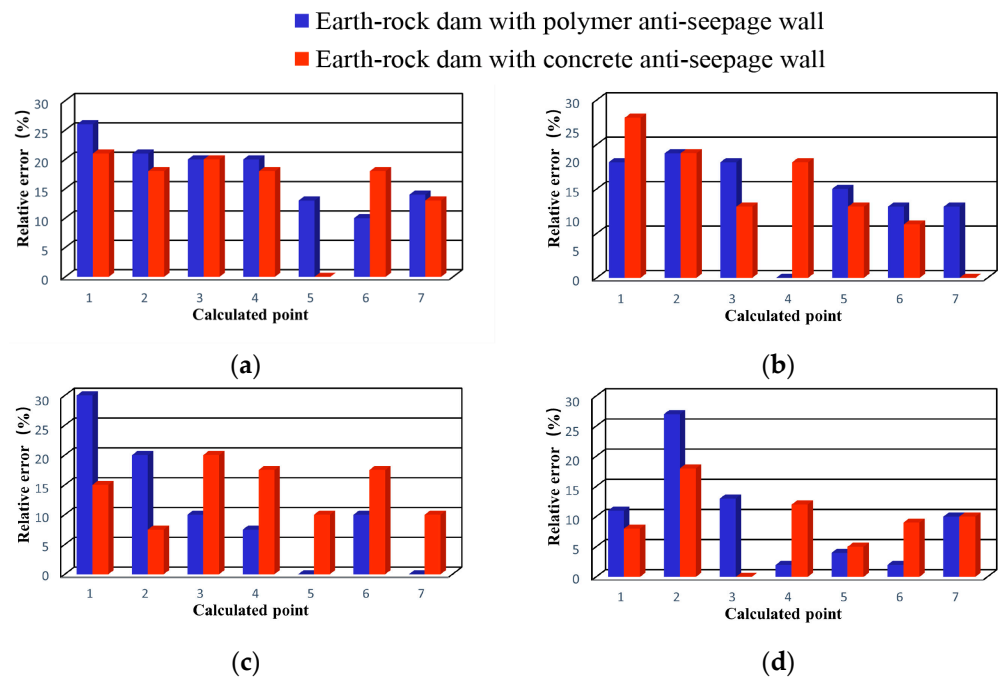 Earth-rock dam with polymer anti-seepage wall
Earth-rock dam with concrete anti-seepage wall
Relative error (%)
30
25
20
15
10
5
0
1 2 3 4 5 6 7
Calculated point
(a)
Relative error (%)
30
20
15
10
5
0
1 2 3 4 5 6 7
Calculated point
(b)
Relative error (%)
30
25
20
15
10
5
0
1 2 3 4 5 6 7
Calculated point
(c)
Relative error (%)
30
25
20
15
10
5
0
1 2 3 4 5 6 7
Calculated point
(d)